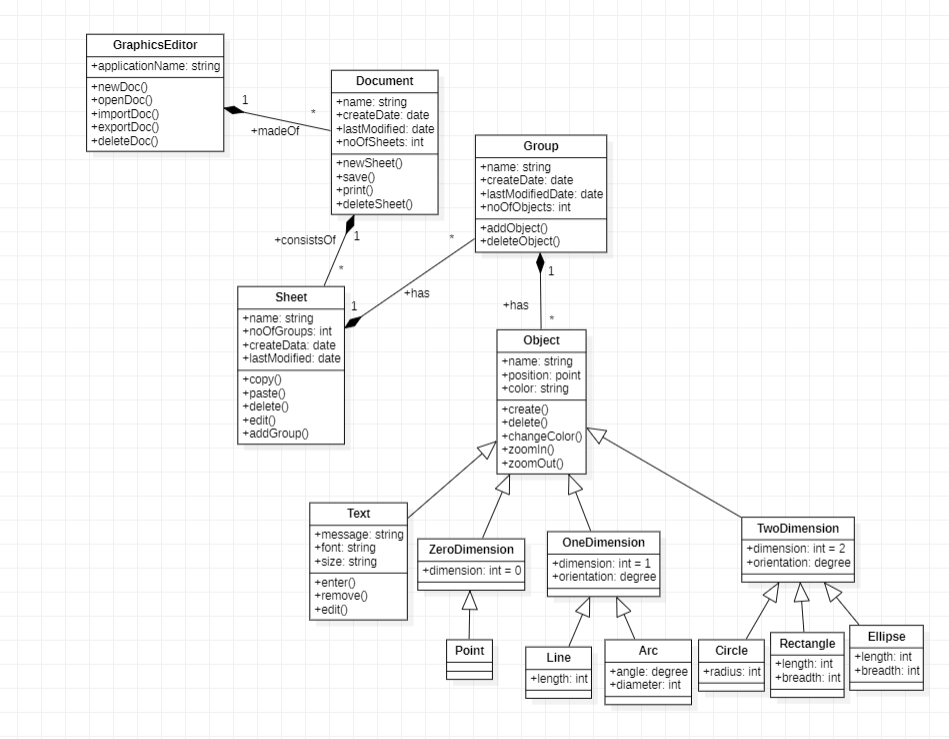 GraphicsEditor
+applicationName: string
+newDoc()
+openDoc()
+importDoc()
+exportDoc()
+deleteDoc()
1
*
+madeOf
Document
+name: string
+createDate: date
+lastModified: date
+noOfSheets: int
+newSheet()
+save()
+print()
+deleteSheet()
+consistsOf
1
*
Group
+name: string
+createDate: date
+lastModifiedDate: date
+noOfObjects: int
+addObject()
+deleteObject()
*
1
+has
Sheet
+name: string
+noOfGroups: int
+createData: date
+lastModified: date
+copy()
+paste()
+delete()
+edit()
+addGroup()
1
+has
*
Object
+name: string
+position: point
+color: string
+create()
+delete()
+changeColor()
+zoomIn()
+zoomOut()
Text
+message: string
+font: string
+size: string
+enter()
+remove()
+edit()
ZeroDimension
+dimension: int = 0
OneDimension
+dimension: int = 1
+orientation: degree
TwoDimension
+dimension: int = 2
+orientation: degree
Point
Line
+length: int
Arc
+angle: degree
+diameter: int
Circle
+radius: int
Rectangle
+length: int
+breadth: int
Ellipse
+length: int
+breadth: int